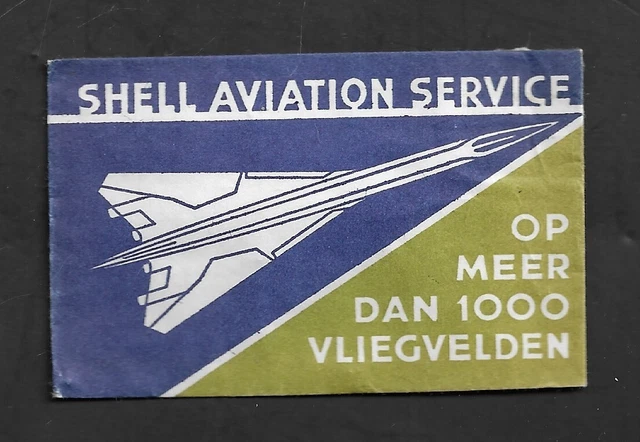 SHELL AVIATION SERVICE
OP
MEER
DAN 1000
VLIEGVELDEN